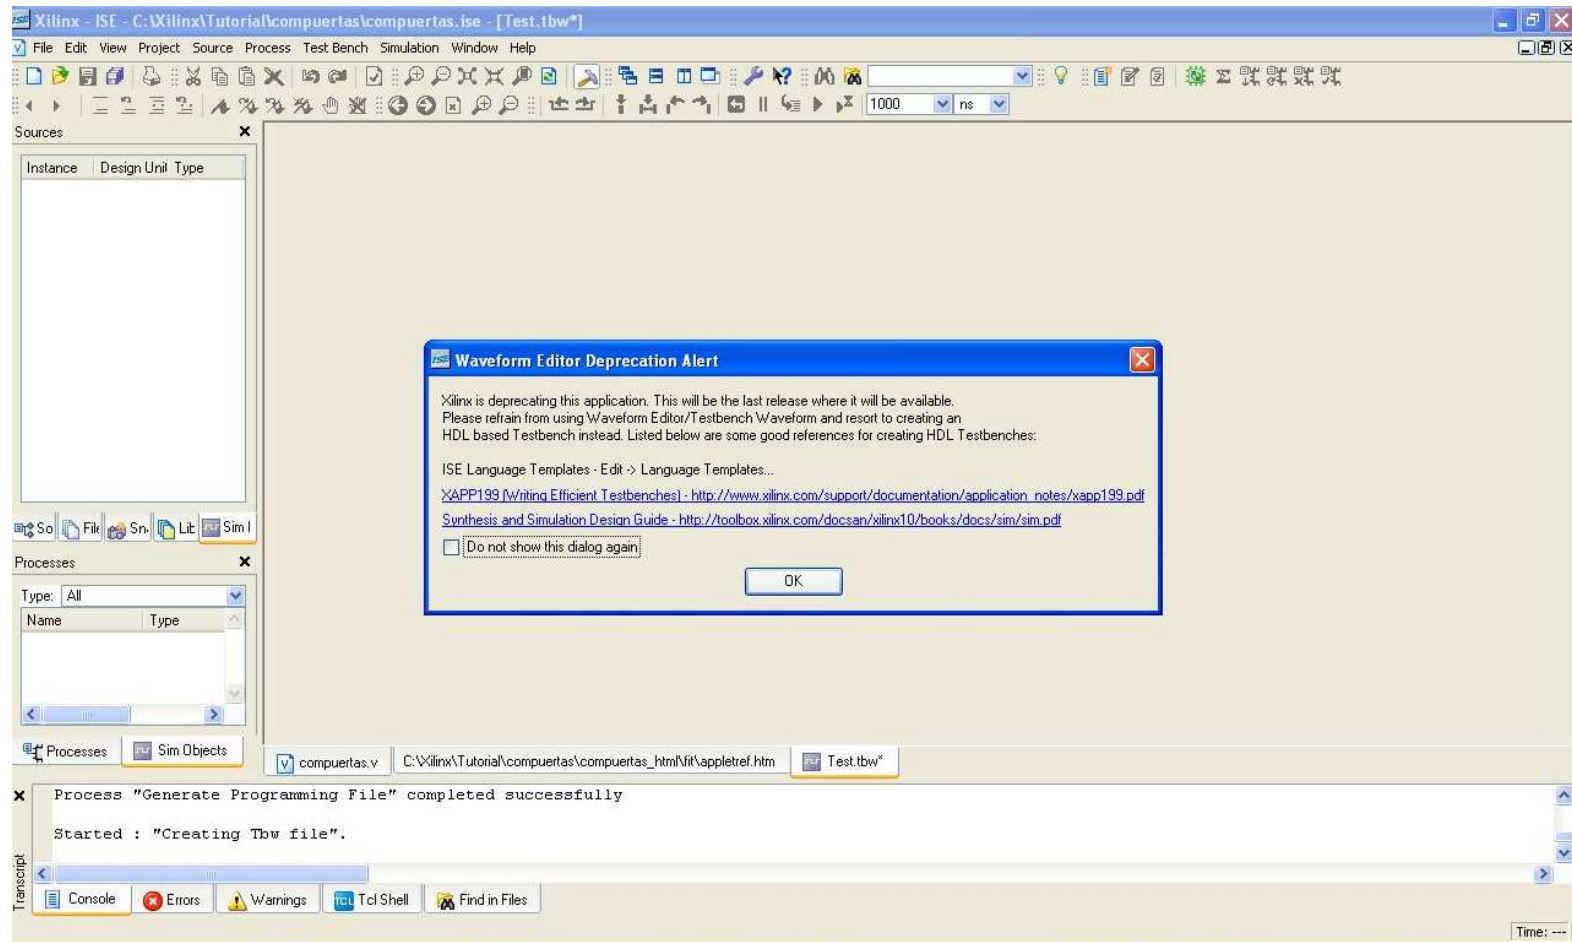 Xilinx - ISE - C:\Xilinx\Tutorial\compuertas\compuertas.ise - [Test.tbw*]
File Edit View Project Source Process Test Bench Simulation Window Help
1000 ns
Sources
Instance Design Unit Type
So File Sn. Lit Sim I
Processes
Type: All
Name Type
Processes Sim Objects
Waveform Editor Deprecation Alert
Xilinx is deprecating this application. This will be the last release where it will be available.
Please refrain from using Waveform Editor/Testbench Waveform and resort to creating an
HDL based Testbench instead. Listed below are some good references for creating HDL Testbenches:
ISE Language Templates - Edit -> Language Templates...
XAPP199 (Writing Efficient Testbenches) - http://www.xilinx.com/support/documentation/application_notes/xapp199.pdf
Synthesis and Simulation Design Guide - http://toolbox.xilinx.com/docsan/xilinx10/books/docs/sim/sim.pdf
Do not show this dialog again
OK
compuertas.v C:\Xilinx\Tutorial\compuertas\compuertas_html\fit\appletref.htm Test.tbw*
Process "Generate Programming File" completed successfully
Started : "Creating Tbw file".
Transcript
Console Errors Warnings Tcl Shell Find in Files
Time: ---